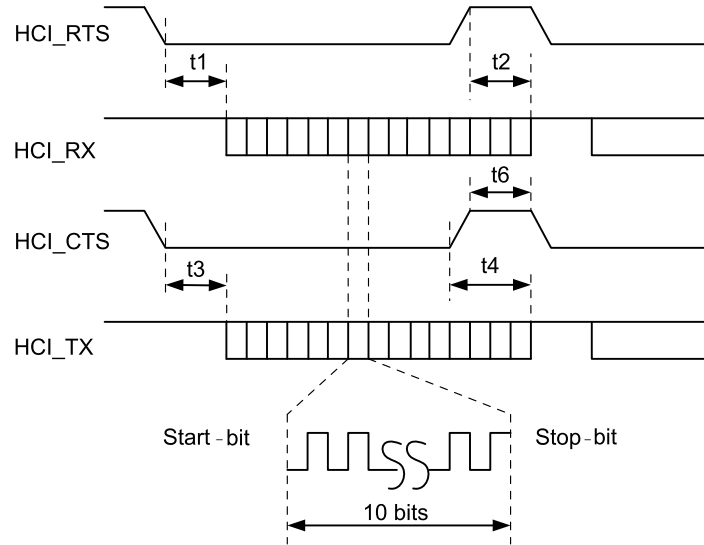 HCI_RTS
t1
t2
HCI_RX
t6
HCI_CTS
t3
t4
HCI_TX
Start-bit
Stop-bit
10 bits